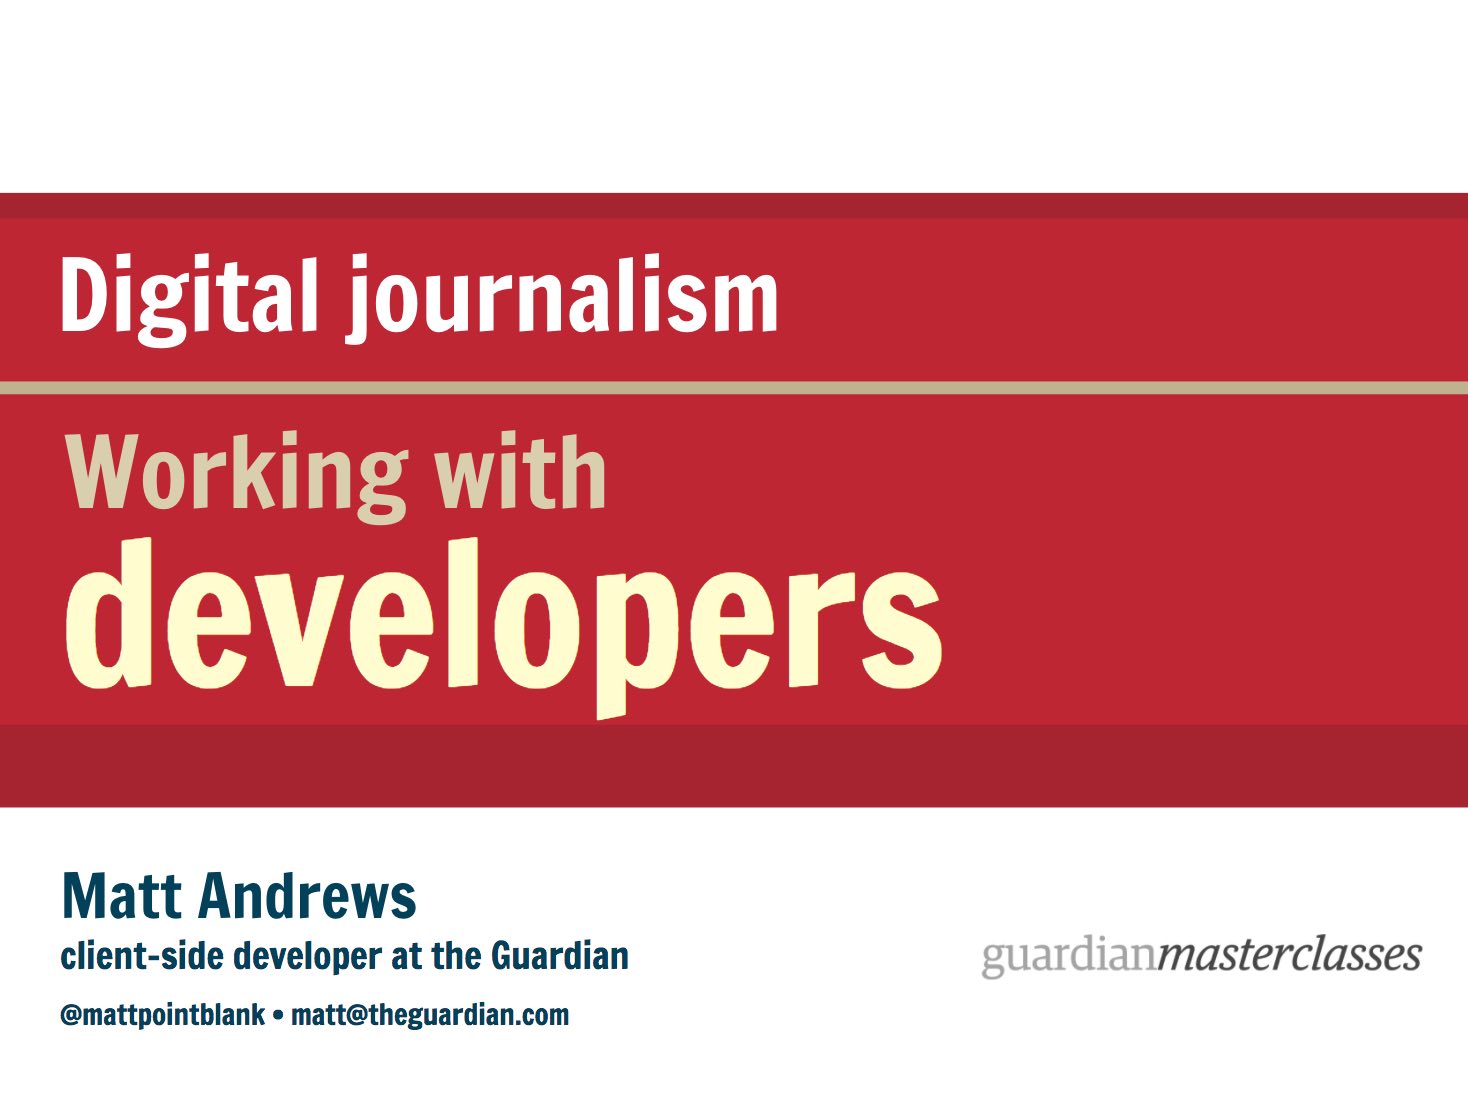 Digital journalism
Working with
developers
Matt Andrews
client-side developer at the Guardian
@mattpointblank • matt@theguardian.com
guardianmasterclasses